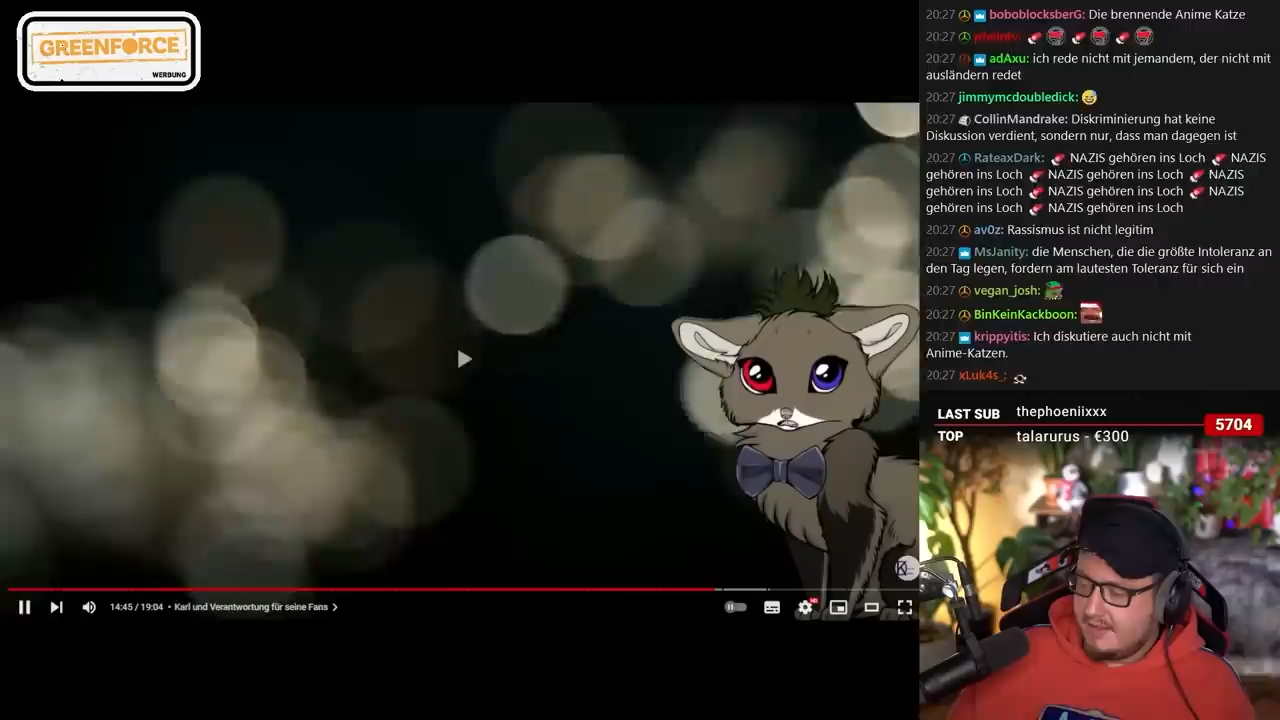 GREENFORCE
WERBUNG
14:45 / 19:04 • Karl und Verantwortung für seine Fans
20:27 boboblocksberG: Die brennende Anime Katze
20:27
20:27 adAxu: ich rede nicht mit jemandem, der nicht mit
ausländern redet
20:27 jimmymcdoubledick:
20:27 CollinMandrake: Diskriminierung hat keine
Diskussion verdient, sondern nur, dass man dagegen ist
20:27 RateaxDark: NAZIS gehören ins Loch NAZIS
gehören ins Loch NAZIS gehören ins Loch NAZIS
gehören ins Loch NAZIS gehören ins Loch NAZIS
gehören ins Loch NAZIS gehören ins Loch
20:27 av0z: Rassismus ist nicht legitim
20:27 MsJanity: die Menschen, die die größte Intoleranz an
den Tag legen, fordern am lautesten Toleranz für sich ein
20:27 vegan_josh:
20:27 BinKeinKackboon:
20:27 krippyitis: Ich diskutiere auch nicht mit
Anime-Katzen.
20:27 xLuk4s_:
LAST SUB thephoeniixxx
TOP talarurus - €300
5704